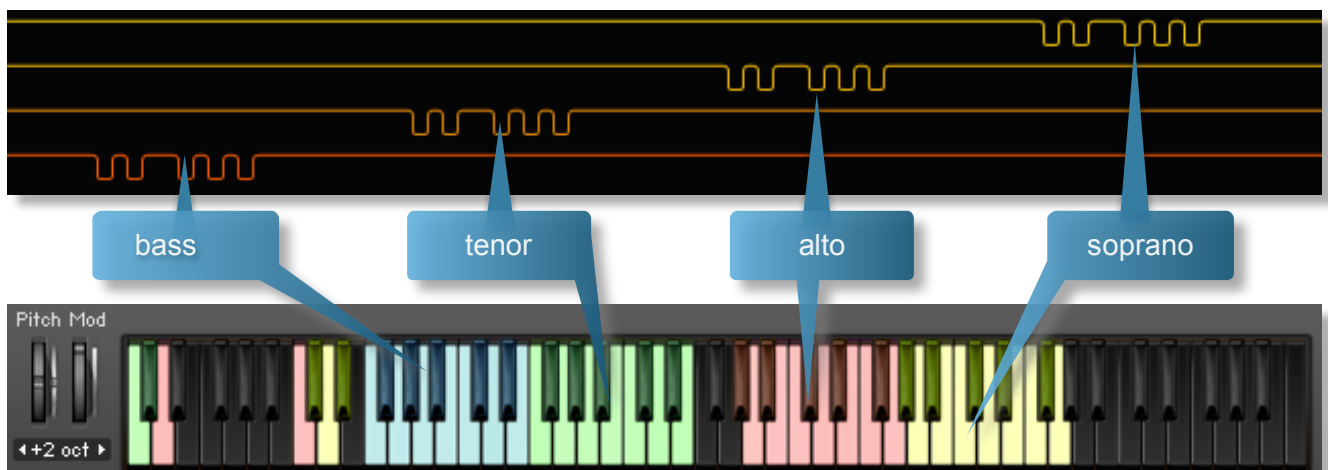 bass
tenor
alto
soprano
Pitch Mod
+2 oct